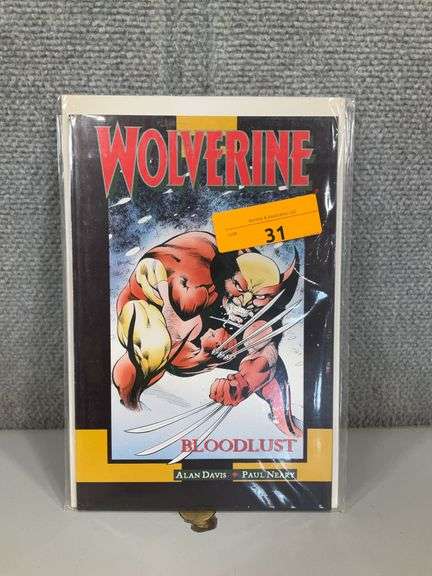 WOLVERINE
31
BLOODLUST
ALAN DAVIS + PAUL NEARY